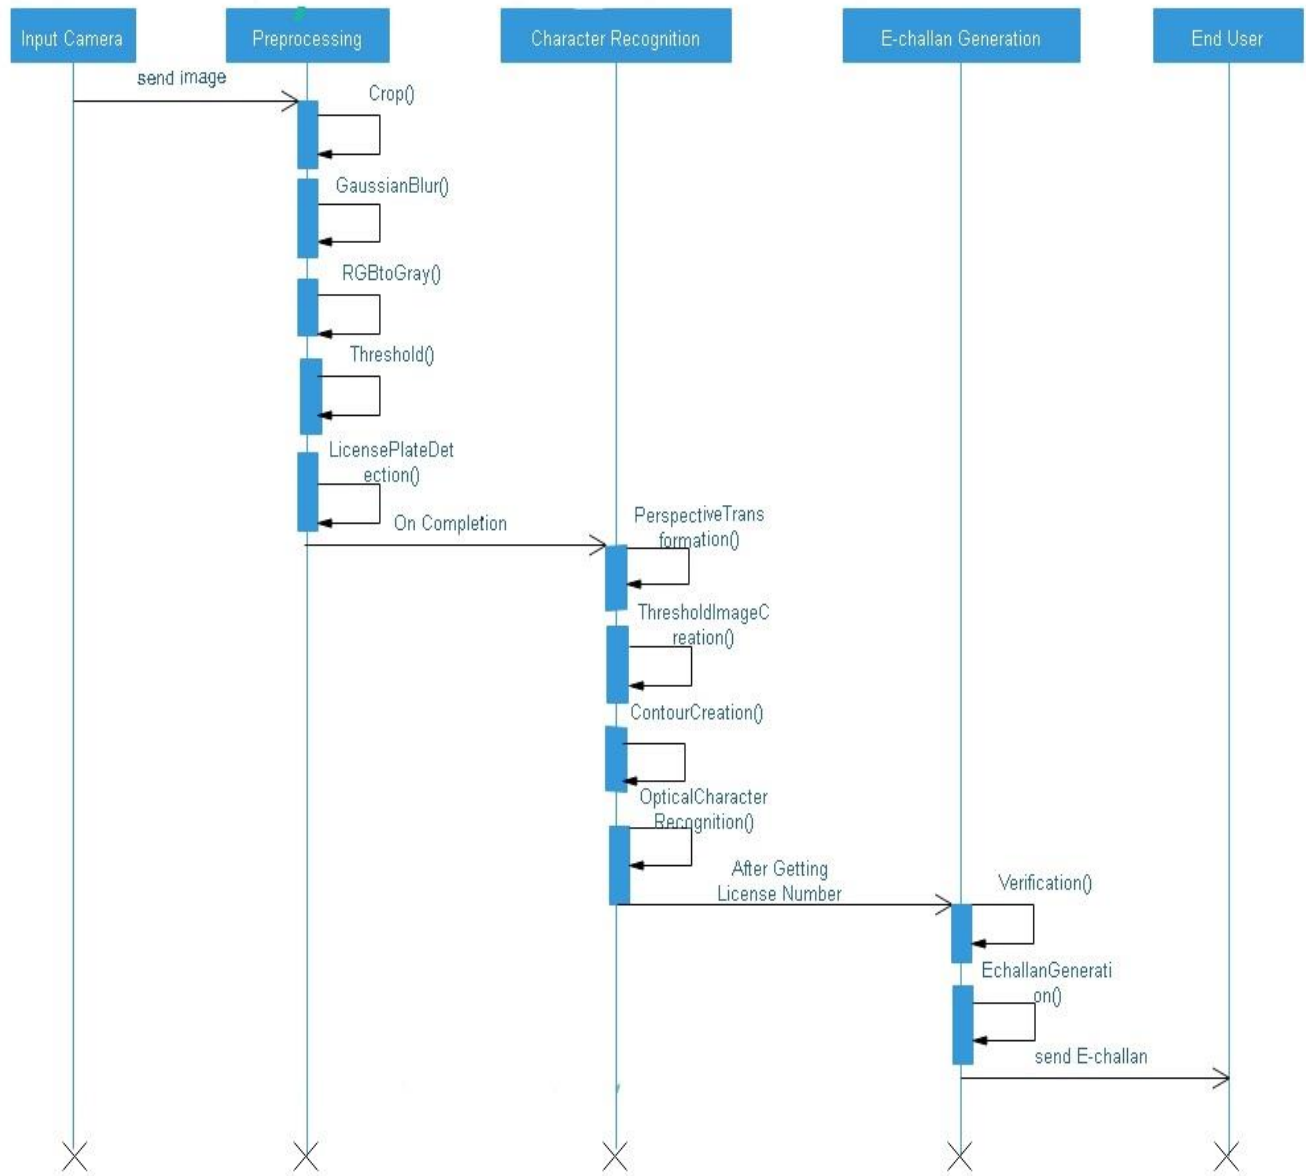 Input Camera
Preprocessing
Character Recognition
E-challan Generation
End User
send image
Crop()
GaussianBlur()
RGBtoGray()
Threshold()
LicensePlateDet
ection()
On Completion
PerspectiveTrans
formation()
ThresholdImageC
reation()
ContourCreation()
OpticalCharacter
Recognition()
After Getting
License Number
Verification()
EchallanGenerati
on()
send E-challan